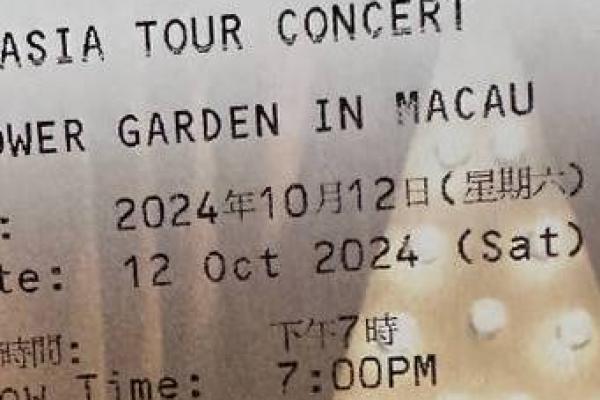 ASIA TOUR CONCERT
OWER GARDEN IN MACAU
: 2024年10月12日(星期六)
te: 12 Oct 2024 (Sat)
時間: 下午7時
ow Time: 7:00PM